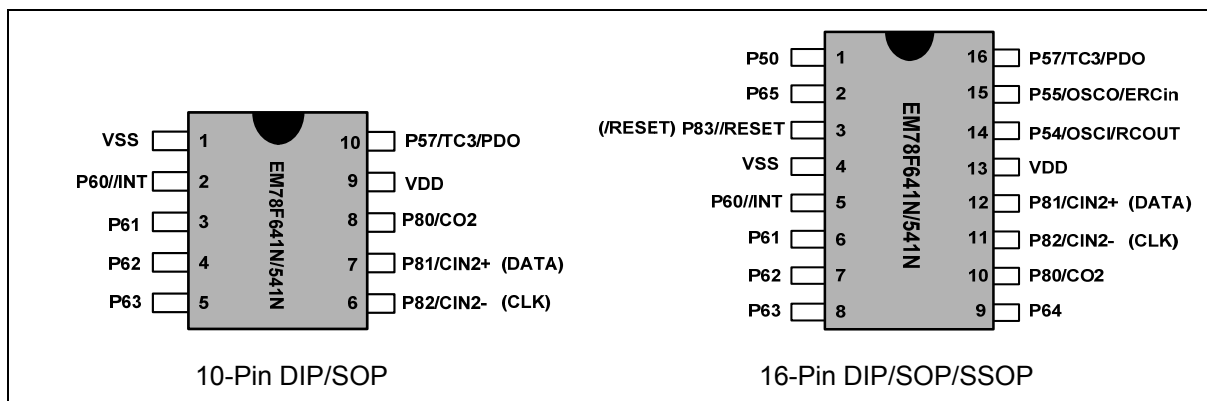 VSS 1 10 P57/TC3/PDO
P60//INT 2 9 VDD
P61 3 8 P80/CO2
P62 4 7 P81/CIN2+ (DATA)
P63 5 6 P82/CIN2- (CLK)
EM78F641N/541N
10-Pin DIP/SOP
P50 1 16 P57/TC3/PDO
P65 2 15 P55/OSCO/ERCin
(/RESET) P83//RESET 3 14 P54/OSCI/RCOUT
VSS 4 13 VDD
P60//INT 5 12 P81/CIN2+ (DATA)
P61 6 11 P82/CIN2- (CLK)
P62 7 10 P80/CO2
P63 8 9 P64
EM78F641N/541N
16-Pin DIP/SOP/SSOP